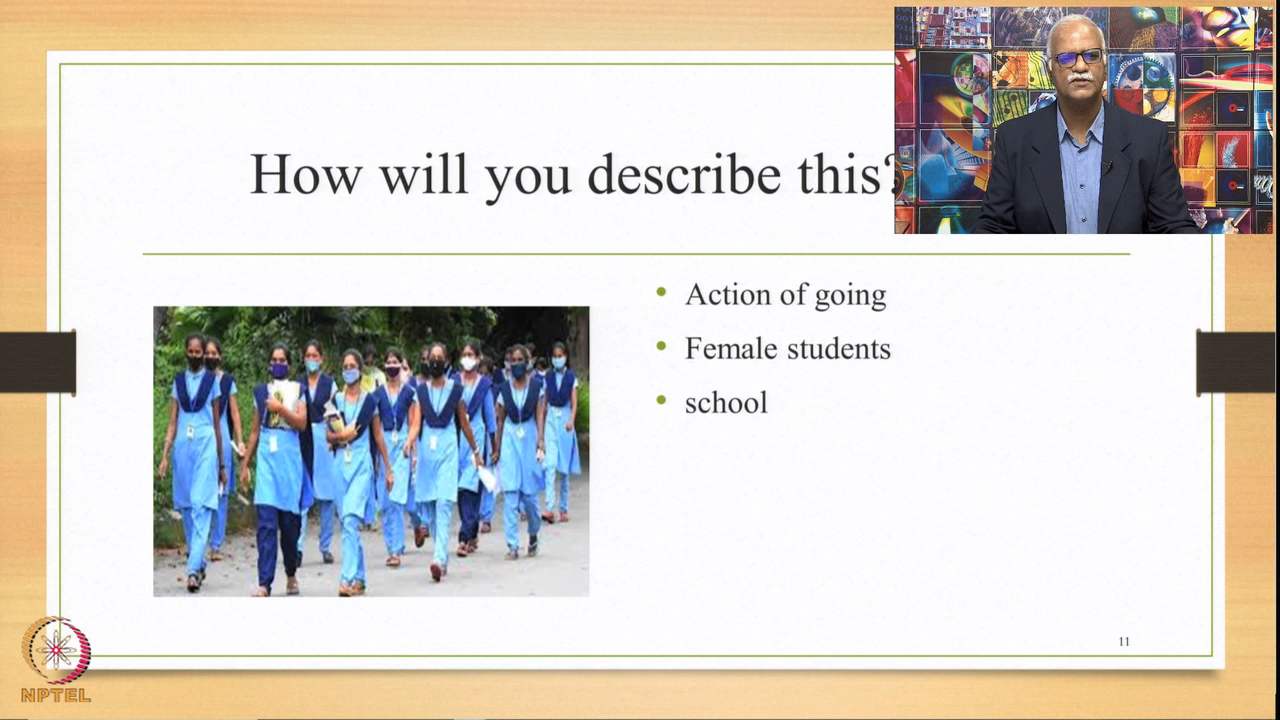 How will you describe this?
Action of going
Female students
school
11
NPTEL